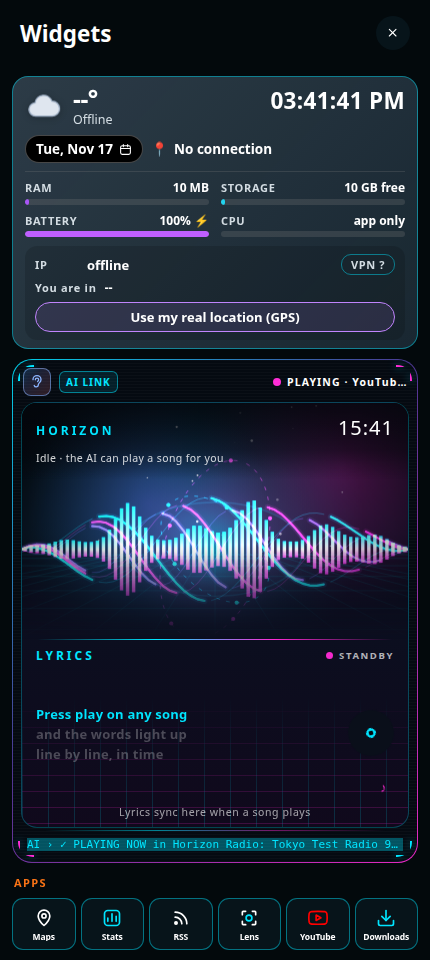 Widgets
--°
Offline
03:41:41 PM
Tue, Nov 17
No connection
RAM 10 MB
STORAGE 10 GB free
BATTERY 100% ⚡
CPU app only
IP offline
VPN ?
You are in --
Use my real location (GPS)
AI LINK
PLAYING · YouTub…
HORIZON
15:41
Idle · the AI can play a song for you
LYRICS
STANDBY
Press play on any song
and the words light up
line by line, in time
Lyrics sync here when a song plays
AI › ✓ PLAYING NOW in Horizon Radio: Tokyo Test Radio 9…
APPS
Maps
Stats
RSS
Lens
YouTube
Downloads